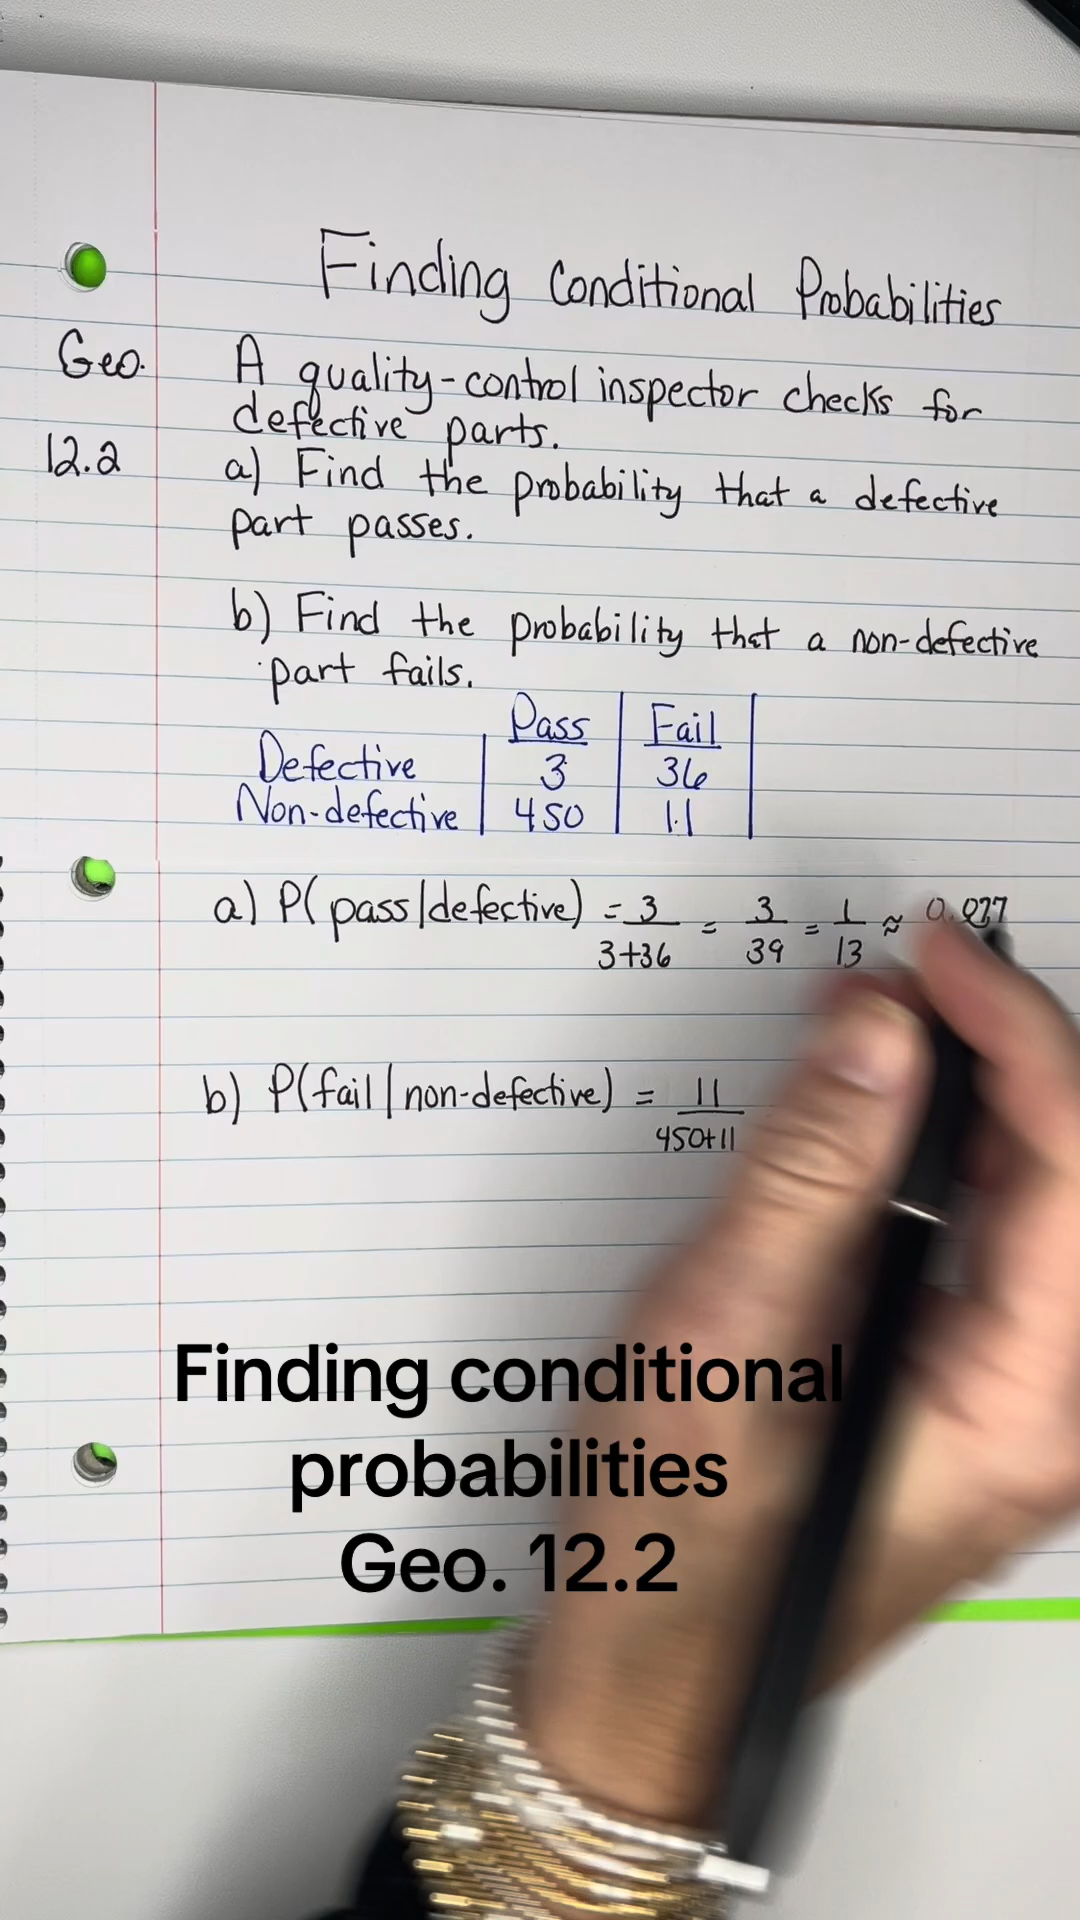 Finding Conditional Probabilities
Geo. A quality-control inspector checks for
defective parts.
12.2 a) Find the probability that a defective
part passes.
b) Find the probability that a non-defective
part fails.
Pass Fail
Defective 3 36
Non-defective 450 11
a) P(pass|defective) = 3/(3+36) = 3/39 = 1/13 ≈ 0.077
b) P(fail|non-defective) = 11/(450+11)
Finding conditional
probabilities
Geo. 12.2